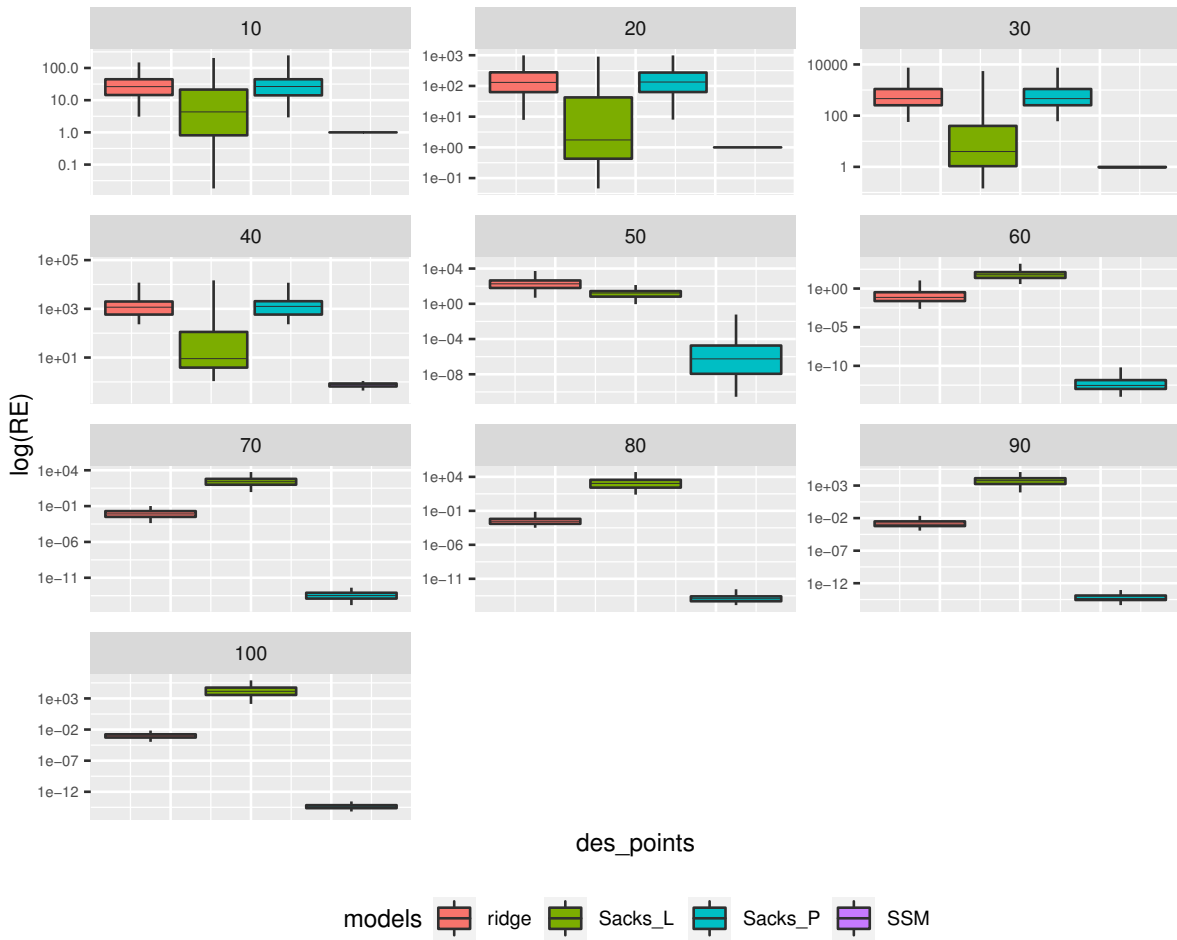 10
20
30
100.0
10.0
1.0
0.1
1e+03
1e+02
1e+01
1e+00
1e−01
10000
100
1
40
50
60
1e+05
1e+03
1e+01
1e+04
1e+00
1e−04
1e−08
1e+00
1e−05
1e−10
log(RE)
70
80
90
1e+04
1e−01
1e−06
1e−11
1e+04
1e−01
1e−06
1e−11
1e+03
1e−02
1e−07
1e−12
100
1e+03
1e−02
1e−07
1e−12
des_points
models ridge Sacks_L Sacks_P SSM